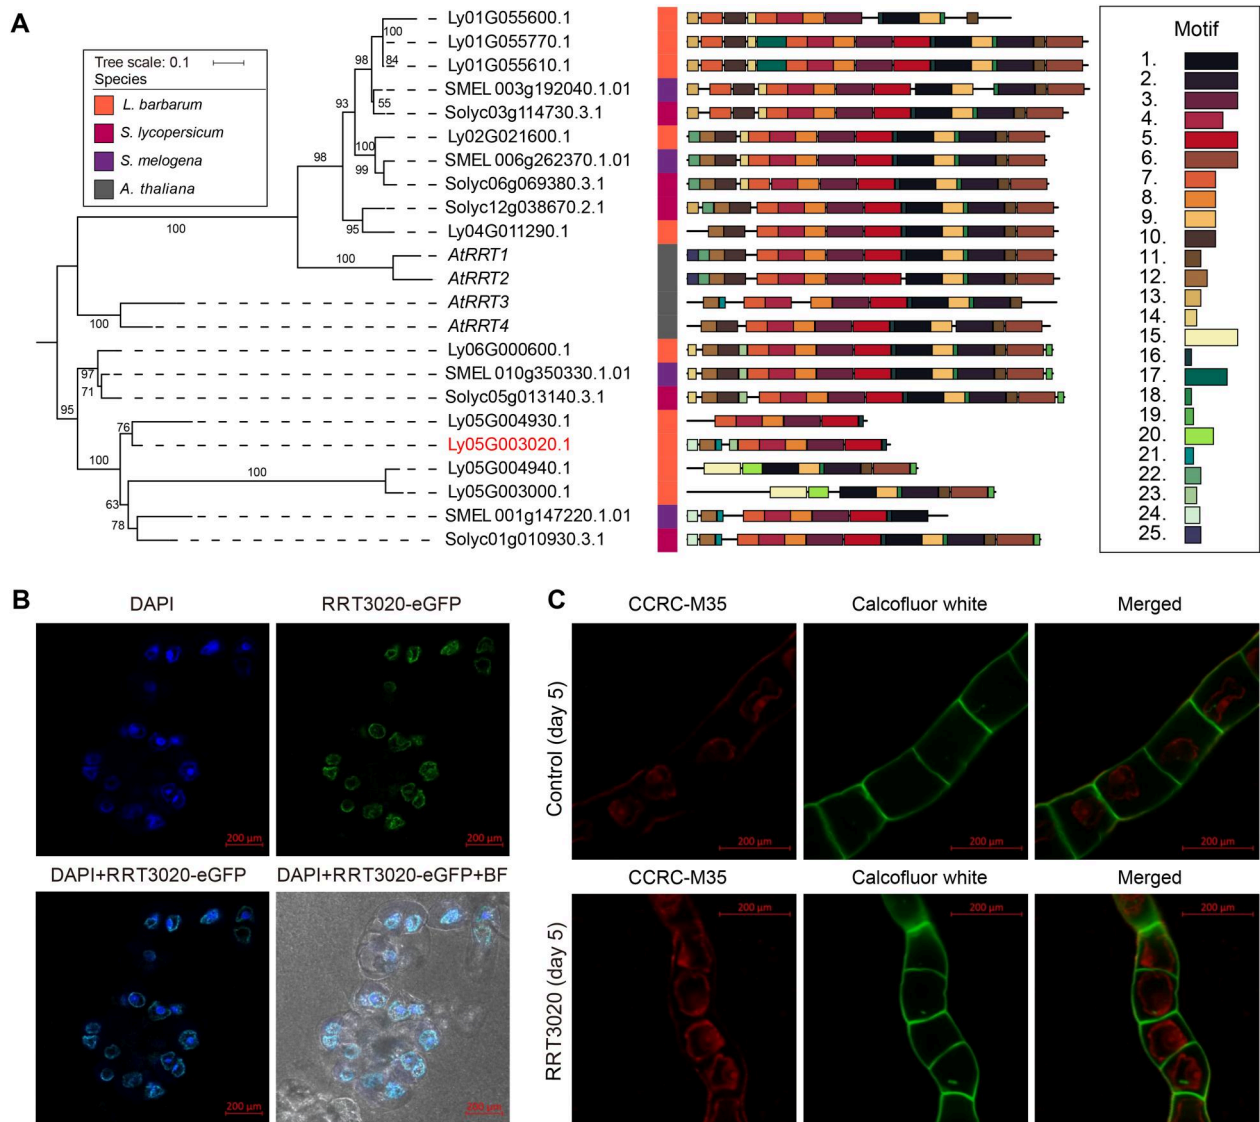 A
Tree scale: 0.1
Species
L. barbarum
S. lycopersicum
S. melogena
A. thaliana
100
98
84
93
55
100
98
99
95
100
100
100
97
71
95
76
100
100
63
78
Ly01G055600.1
Ly01G055770.1
Ly01G055610.1
SMEL 003g192040.1.01
Solyc03g114730.3.1
Ly02G021600.1
SMEL 006g262370.1.01
Solyc06g069380.3.1
Solyc12g038670.2.1
Ly04G011290.1
AtRRT1
AtRRT2
AtRRT3
AtRRT4
Ly06G000600.1
SMEL 010g350330.1.01
Solyc05g013140.3.1
Ly05G004930.1
Ly05G003020.1
Ly05G004940.1
Ly05G003000.1
SMEL 001g147220.1.01
Solyc01g010930.3.1
Motif
1.
2.
3.
4.
5.
6.
7.
8.
9.
10.
11.
12.
13.
14.
15.
16.
17.
18.
19.
20.
21.
22.
23.
24.
25.
B
DAPI
RRT3020-eGFP
200 µm
200 µm
DAPI+RRT3020-eGFP
DAPI+RRT3020-eGFP+BF
200 µm
200 µm
C
CCRC-M35
Calcofluor white
Merged
Control (day 5)
200 µm
200 µm
200 µm
CCRC-M35
Calcofluor white
Merged
RRT3020 (day 5)
200 µm
200 µm
200 µm